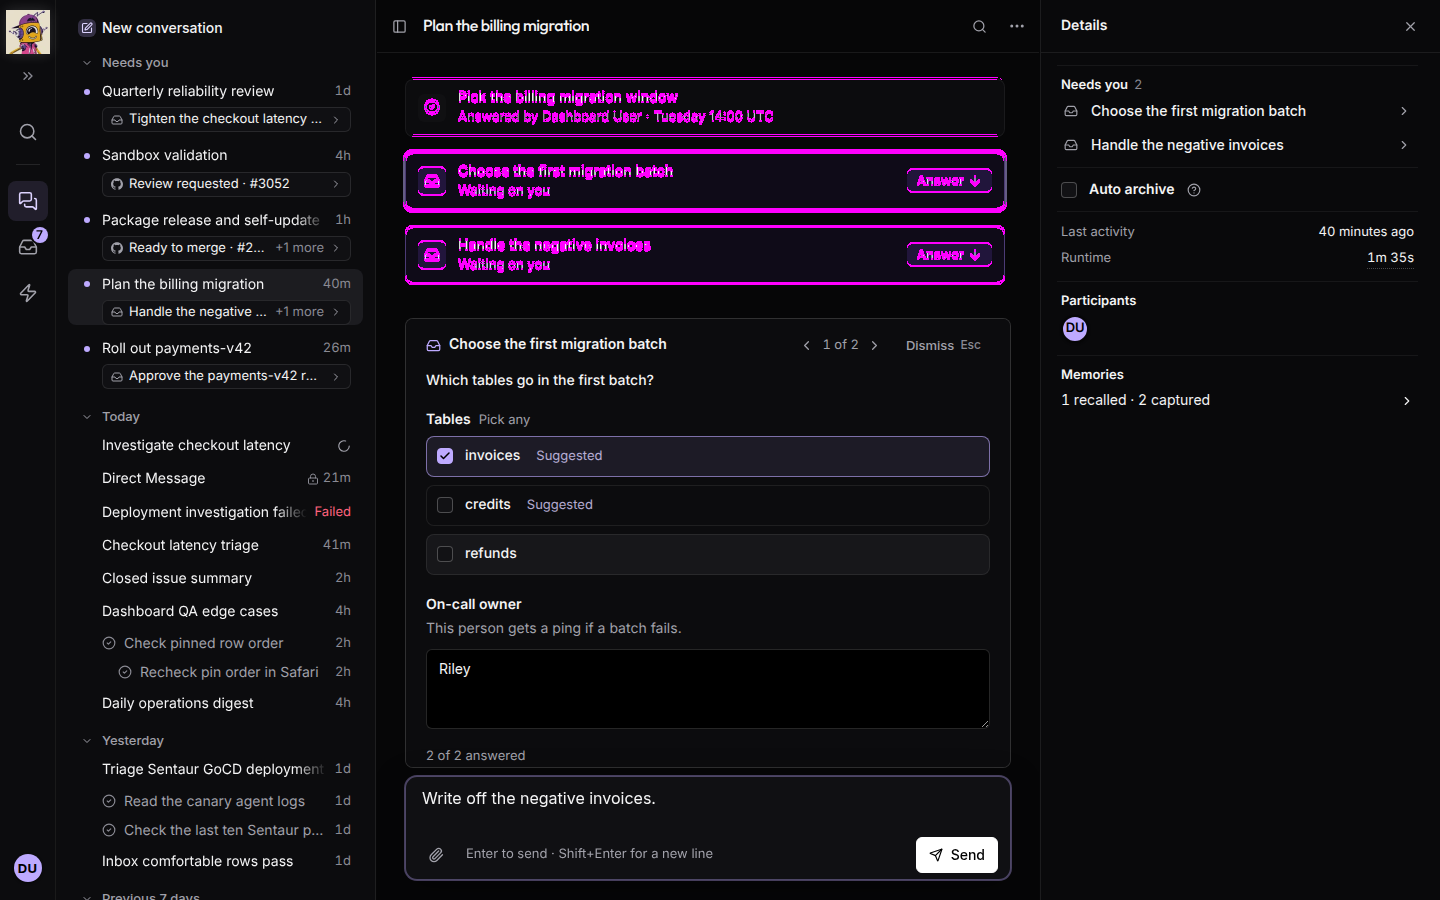 New conversation
Needs you
Quarterly reliability review 1d
Tighten the checkout latency ...
Sandbox validation 4h
Review requested · #3052
Package release and self-update 1h
7
Ready to merge · #2... +1 more
Plan the billing migration 40m
Handle the negative ... +1 more
Roll out payments-v42 26m
Approve the payments-v42 r...
Today
Investigate checkout latency
Direct Message 21m
Deployment investigation failed Failed
Checkout latency triage 41m
Closed issue summary 2h
Dashboard QA edge cases 4h
Check pinned row order 2h
Recheck pin order in Safari 2h
Daily operations digest 4h
Yesterday
Triage Sentaur GoCD deployment 1d
Read the canary agent logs 1d
Check the last ten Sentaur p... 1d
Inbox comfortable rows pass 1d
Previous 7 days
DU
Plan the billing migration
Pick the billing migration window
Answered by Dashboard User · Tuesday 14:00 UTC
Choose the first migration batch
Waiting on you
Answer
Handle the negative invoices
Waiting on you
Answer
Choose the first migration batch
1 of 2
Dismiss Esc
Which tables go in the first batch?
Tables Pick any
invoices Suggested
credits Suggested
refunds
On-call owner
This person gets a ping if a batch fails.
Riley
2 of 2 answered
Write off the negative invoices.
Enter to send · Shift+Enter for a new line
Send
Details
Needs you 2
Choose the first migration batch
Handle the negative invoices
Auto archive
Last activity 40 minutes ago
Runtime 1m 35s
Participants
DU
Memories
1 recalled · 2 captured